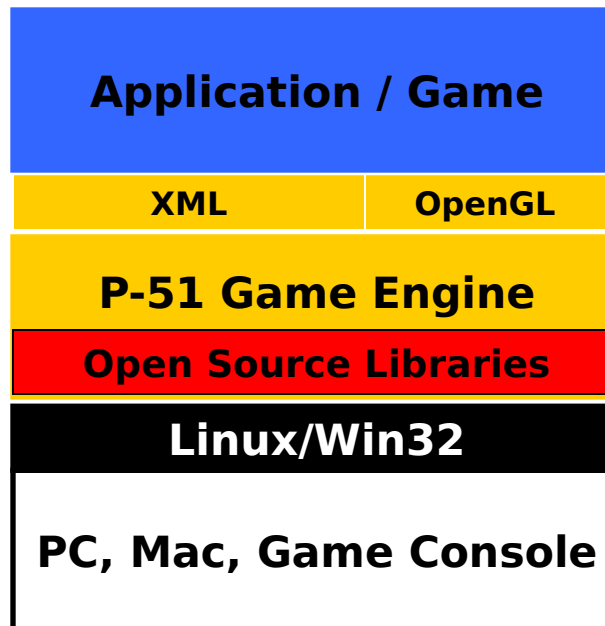 Application / Game
XML OpenGL
P-51 Game Engine
Open Source Libraries
Linux/Win32
PC, Mac, Game Console